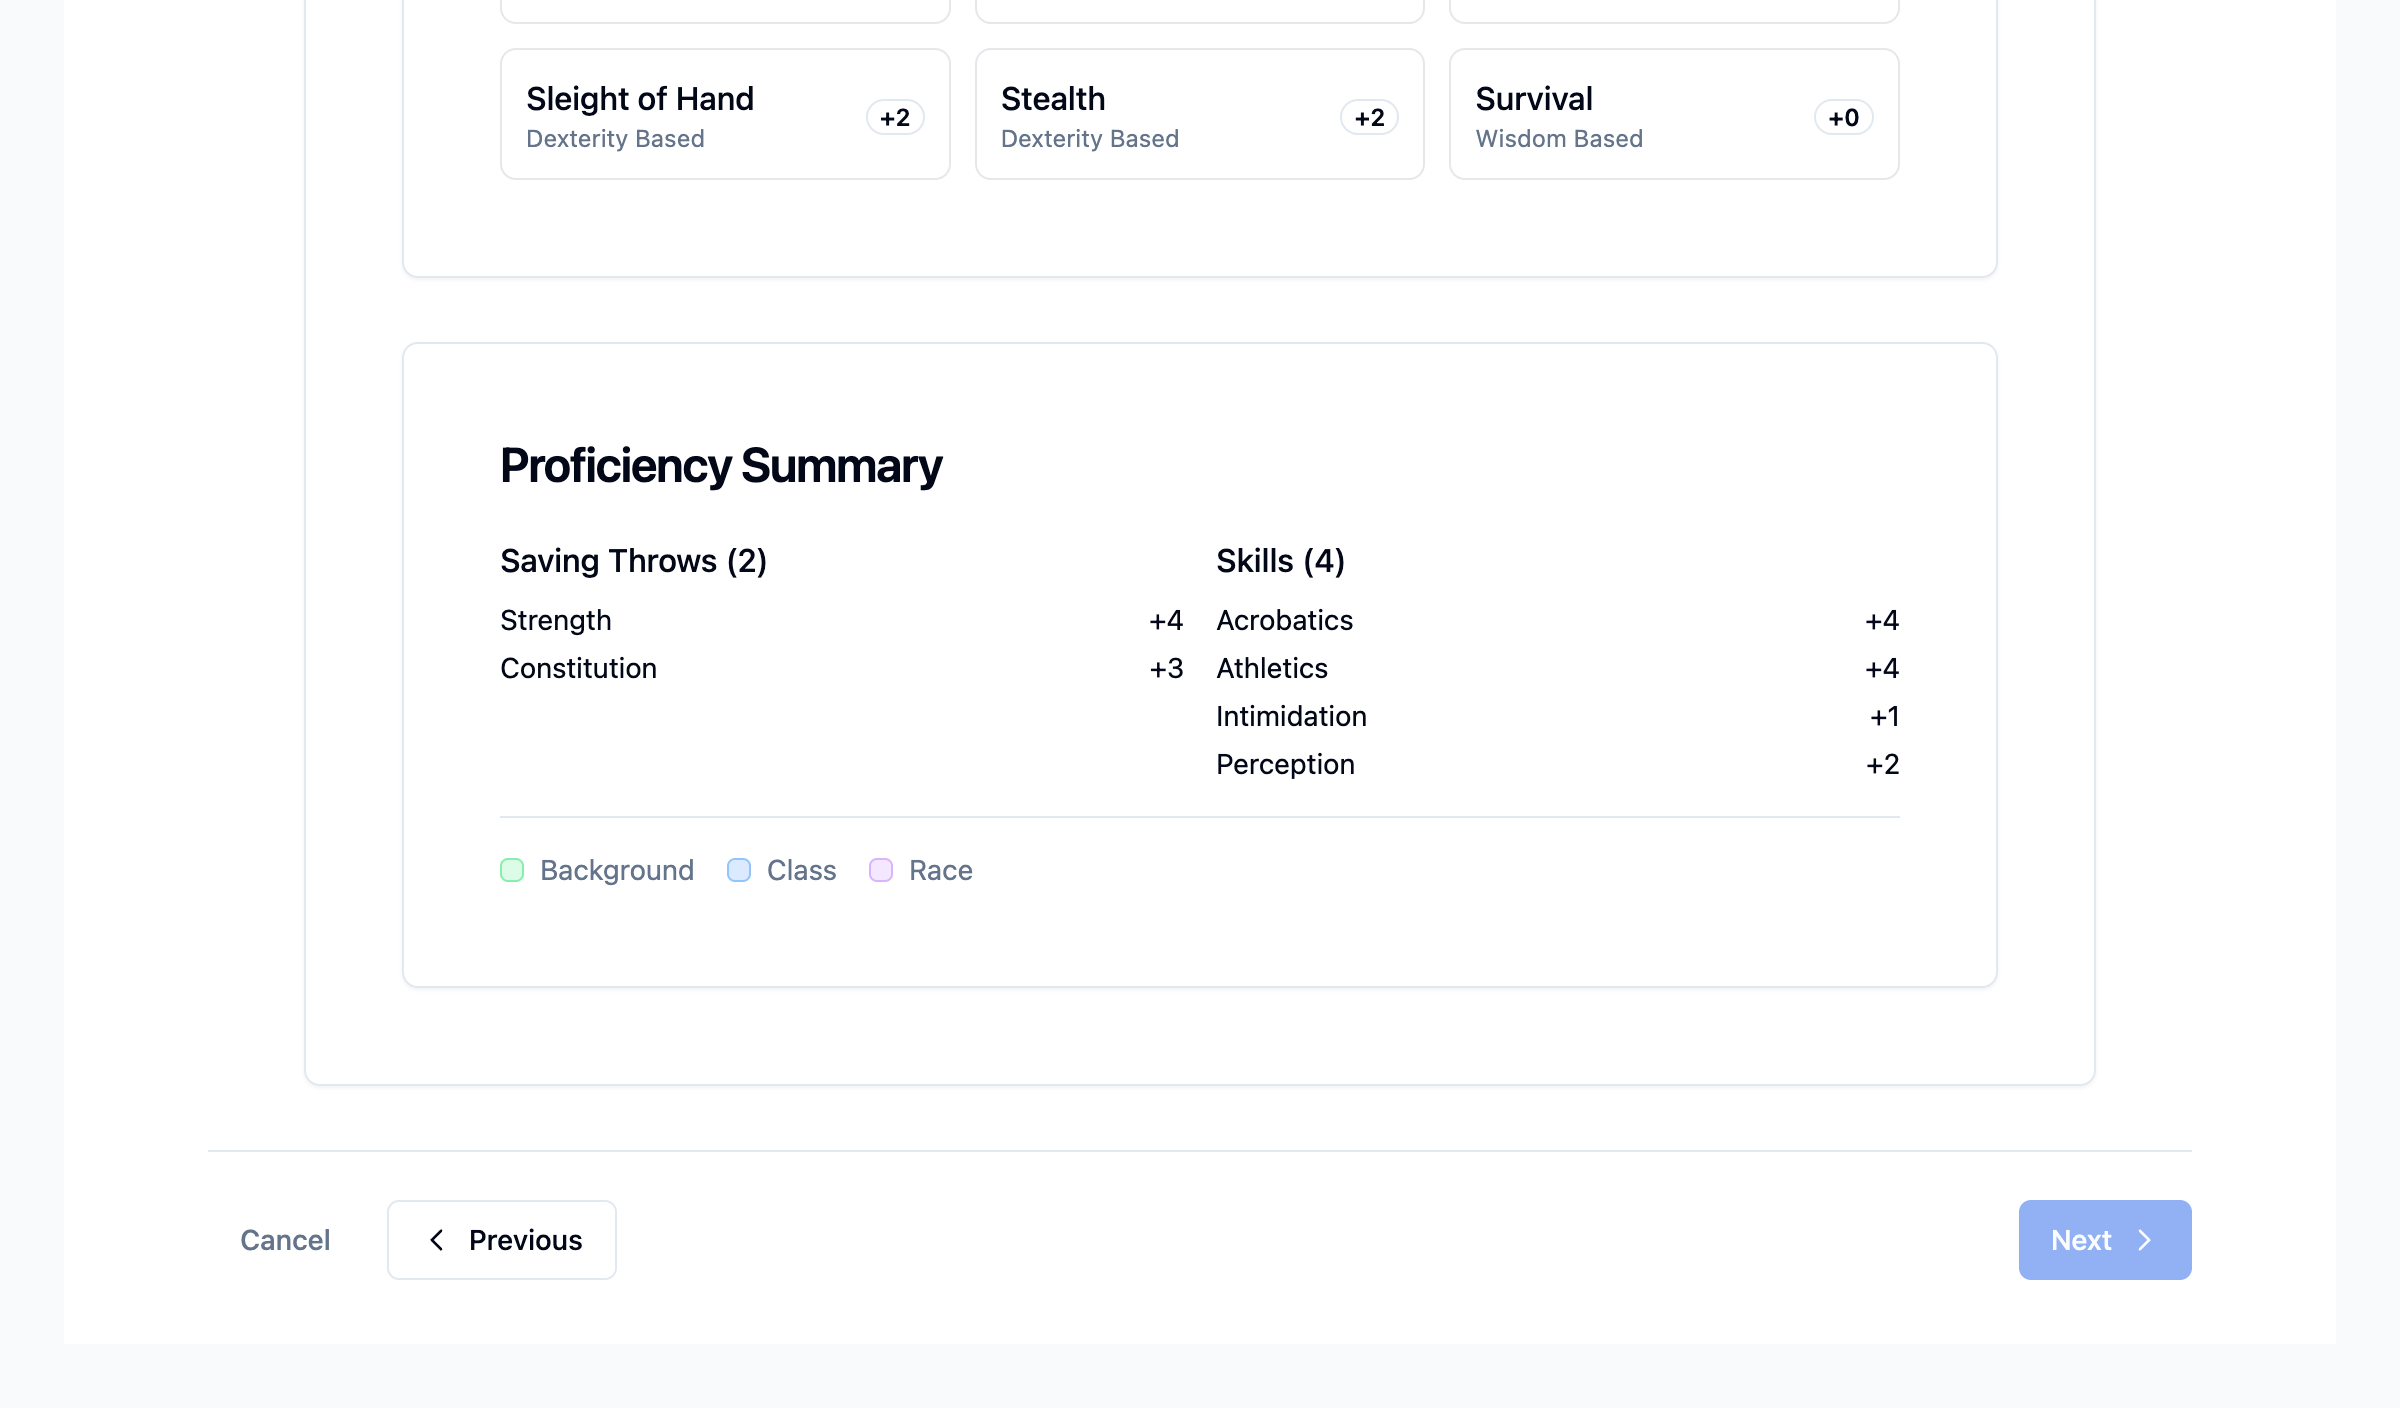 Sleight of Hand
Dexterity Based
+2
Stealth
Dexterity Based
+2
Survival
Wisdom Based
+0
Proficiency Summary
Saving Throws (2)
Strength +4
Constitution +3
Skills (4)
Acrobatics +4
Athletics +4
Intimidation +1
Perception +2
Background Class Race
Cancel Previous Next